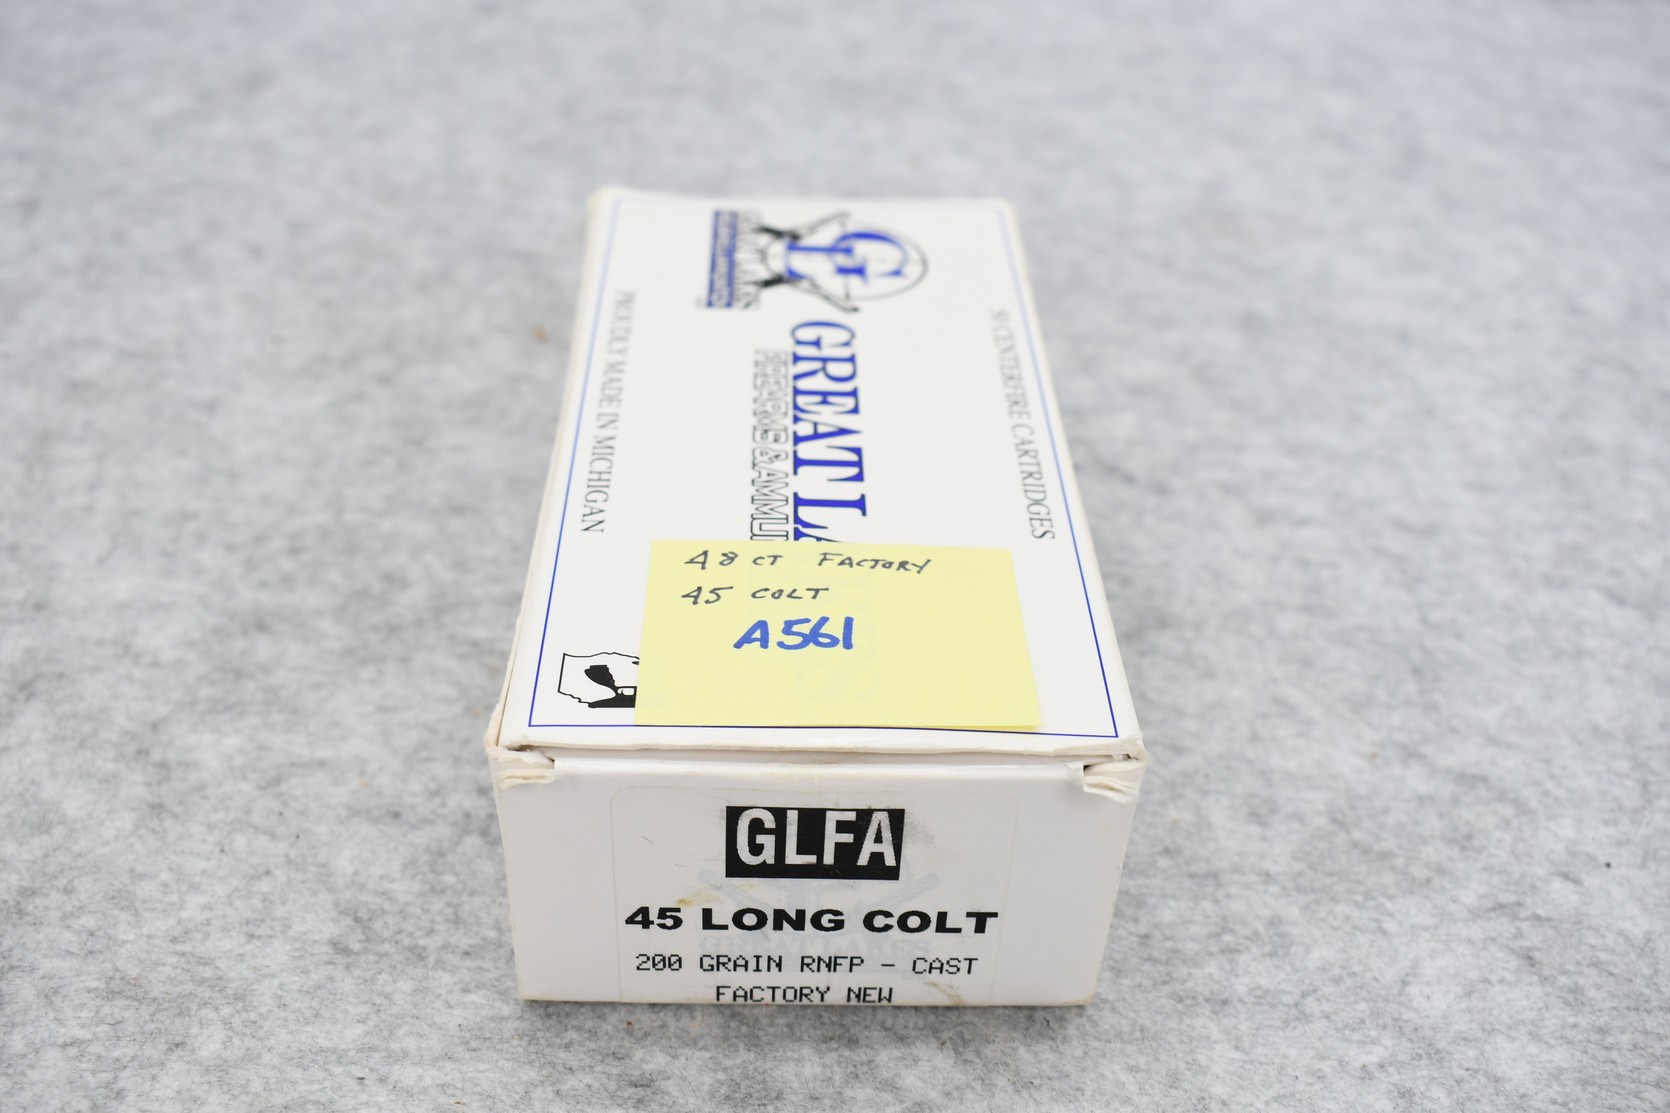 50 CENTERFIRE CARTRIDGES
GL
GREAT LA
FIREARMS & AMMU
PROUDLY MADE IN MICHIGAN
48 CT FACTORY
45 COLT
A561
GLFA
45 LONG COLT
200 GRAIN RNFP - CAST
FACTORY NEW